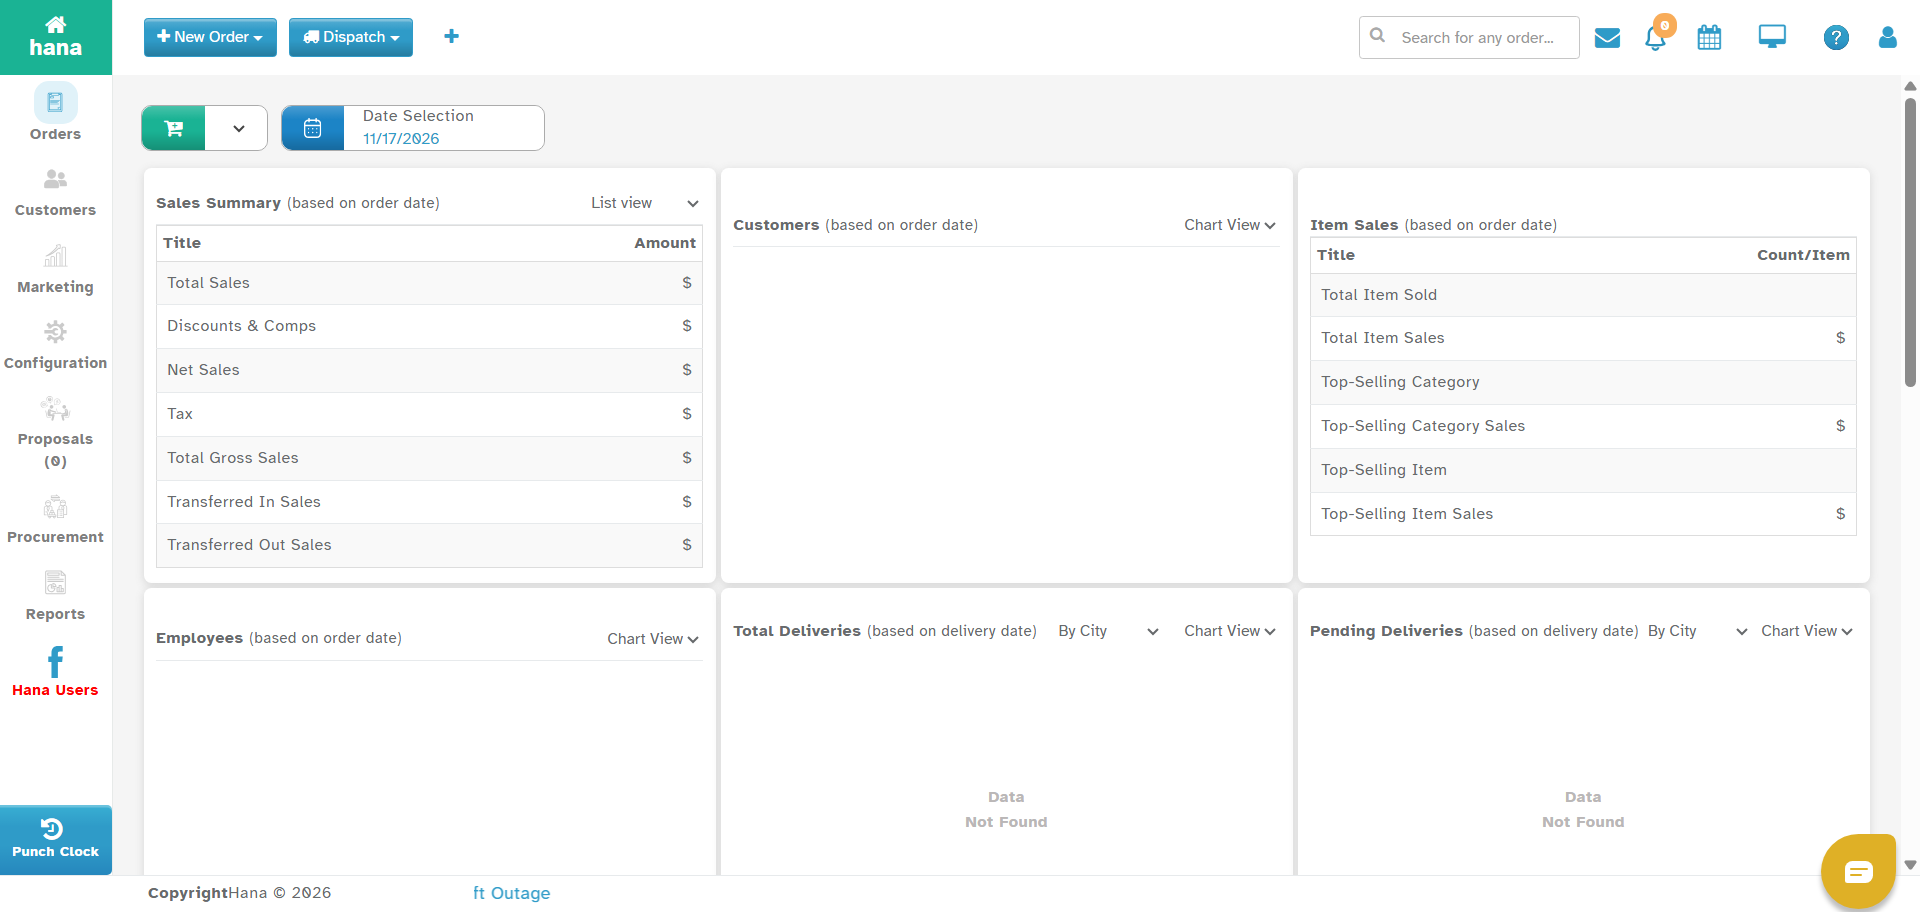 hana
New Order
Dispatch
Search for any order...
0
?
Orders
Customers
Marketing
Configuration
Proposals
(0)
Procurement
Reports
Hana Users
Punch Clock
Date Selection
11/17/2026
Sales Summary (based on order date) List view
Title Amount
Total Sales $
Discounts & Comps $
Net Sales $
Tax $
Total Gross Sales $
Transferred In Sales $
Transferred Out Sales $
Customers (based on order date) Chart View
Item Sales (based on order date)
Title Count/Item
Total Item Sold
Total Item Sales $
Top-Selling Category
Top-Selling Category Sales $
Top-Selling Item
Top-Selling Item Sales $
Employees (based on order date) Chart View
Total Deliveries (based on delivery date) By City Chart View
Data
Not Found
Pending Deliveries (based on delivery date) By City Chart View
Data
Not Found
CopyrightHana © 2026
ft Outage